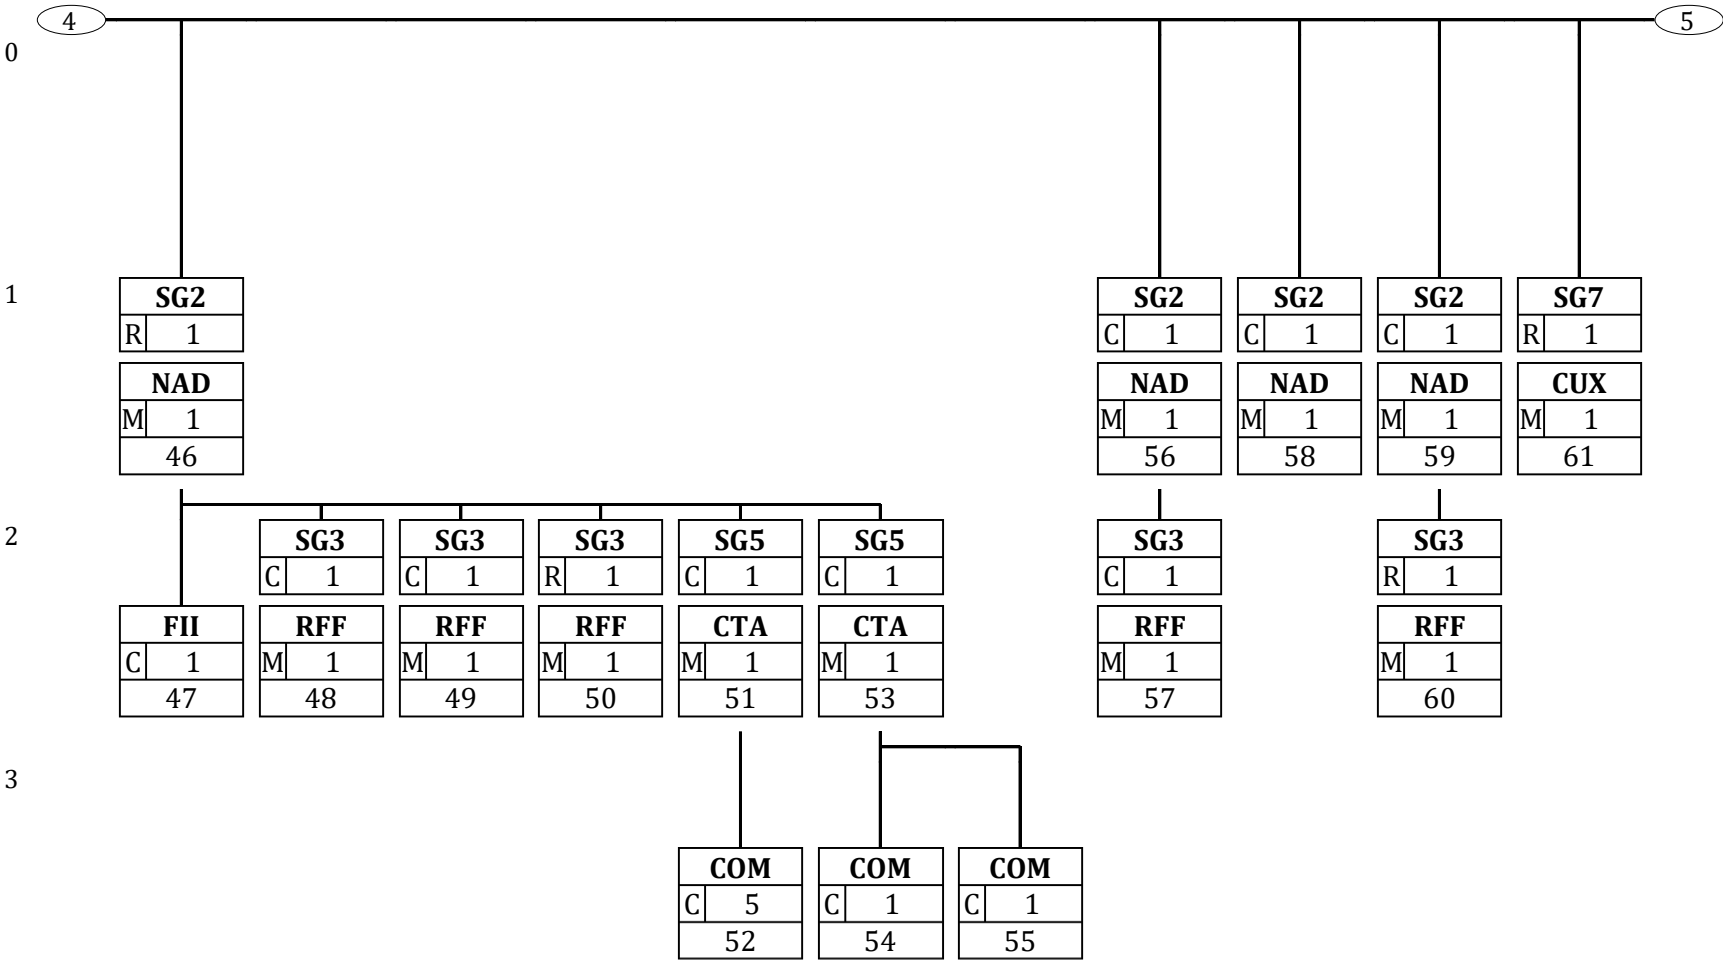 4 5
0
1
SG2 SG2 SG2 SG2 SG7
R 1 C 1 C 1 C 1 R 1
NAD NAD NAD NAD CUX
M 1 M 1 M 1 M 1 M 1
46 56 58 59 61
2
SG3 SG3 SG3 SG5 SG5 SG3 SG3
C 1 C 1 R 1 C 1 C 1 C 1 R 1
FII RFF RFF RFF CTA CTA RFF RFF
C 1 M 1 M 1 M 1 M 1 M 1 M 1 M 1
47 48 49 50 51 53 57 60
3
COM COM COM
C 5 C 1 C 1
52 54 55